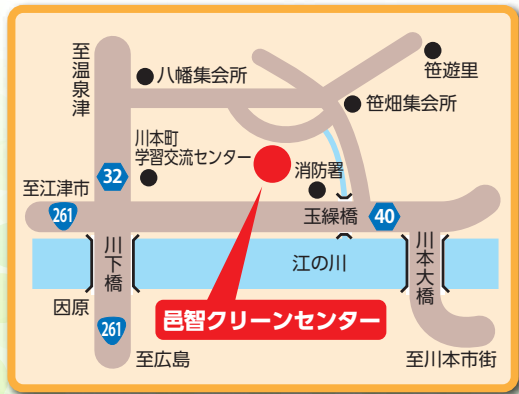 至温泉津
八幡集会所
笹遊里
笹畑集会所
川本町
学習交流センター
消防署
32
至江津市
261
玉繰橋
40
川下橋
江の川
川本大橋
因原
邑智クリーンセンター
261
至広島
至川本市街